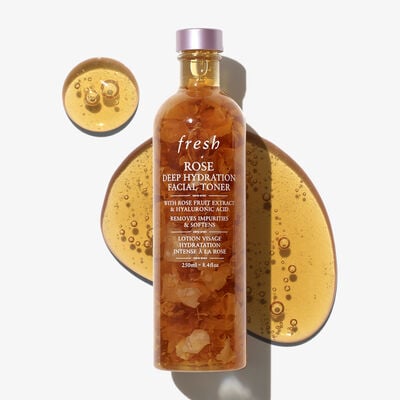 fresh
ROSE
DEEP HYDRATION
FACIAL TONER
WITH ROSE FRUIT EXTRACT
& HYALURONIC ACID
REMOVES IMPURITIES
& SOFTENS
LOTION VISAGE
HYDRATATION
INTENSE À LA ROSE
250ml e 8.4fl.oz